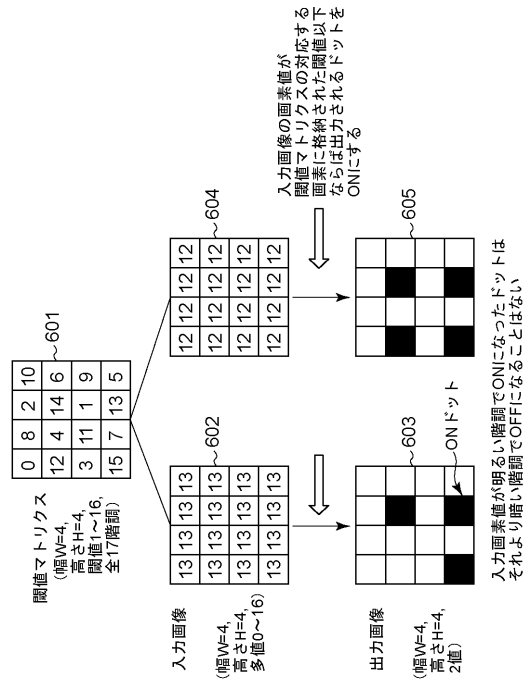 閾値マトリクス
(幅W=4,
高さH=4,
閾値1～16,
全17階調)
601
0 8 2 10
12 4 14 6
3 11 1 9
15 7 13 5
入力画像
(幅W=4,
高さH=4,
多値0～16)
602
13 13 13 13
13 13 13 13
13 13 13 13
13 13 13 13
604
12 12 12 12
12 12 12 12
12 12 12 12
12 12 12 12
入力画像の画素値が
閾値マトリクスの対応する
画素に格納された閾値以下
ならば出力されるドットを
ONにする
出力画像
(幅W=4,
高さH=4,
2値)
603
ONドット
605
入力画素値が明るい階調でONになったドットは
それより暗い階調でOFFになることはない